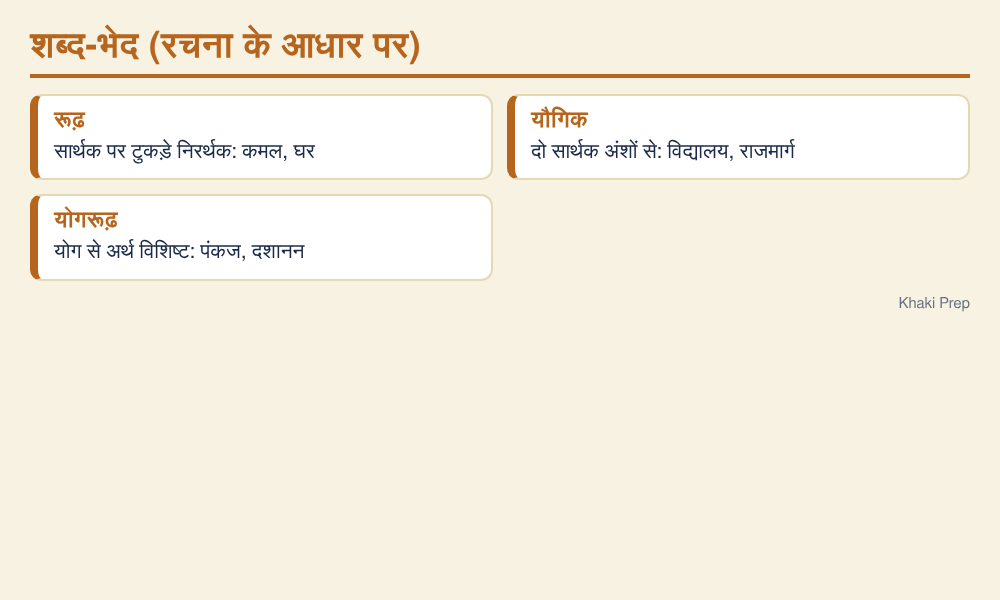 शब्द-भेद (रचना के आधार पर)
रूढ़
सार्थक पर टुकड़े निरर्थक: कमल, घर
यौगिक
दो सार्थक अंशों से: विद्यालय, राजमार्ग
योगरूढ़
योग से अर्थ विशिष्ट: पंकज, दशानन
Khaki Prep